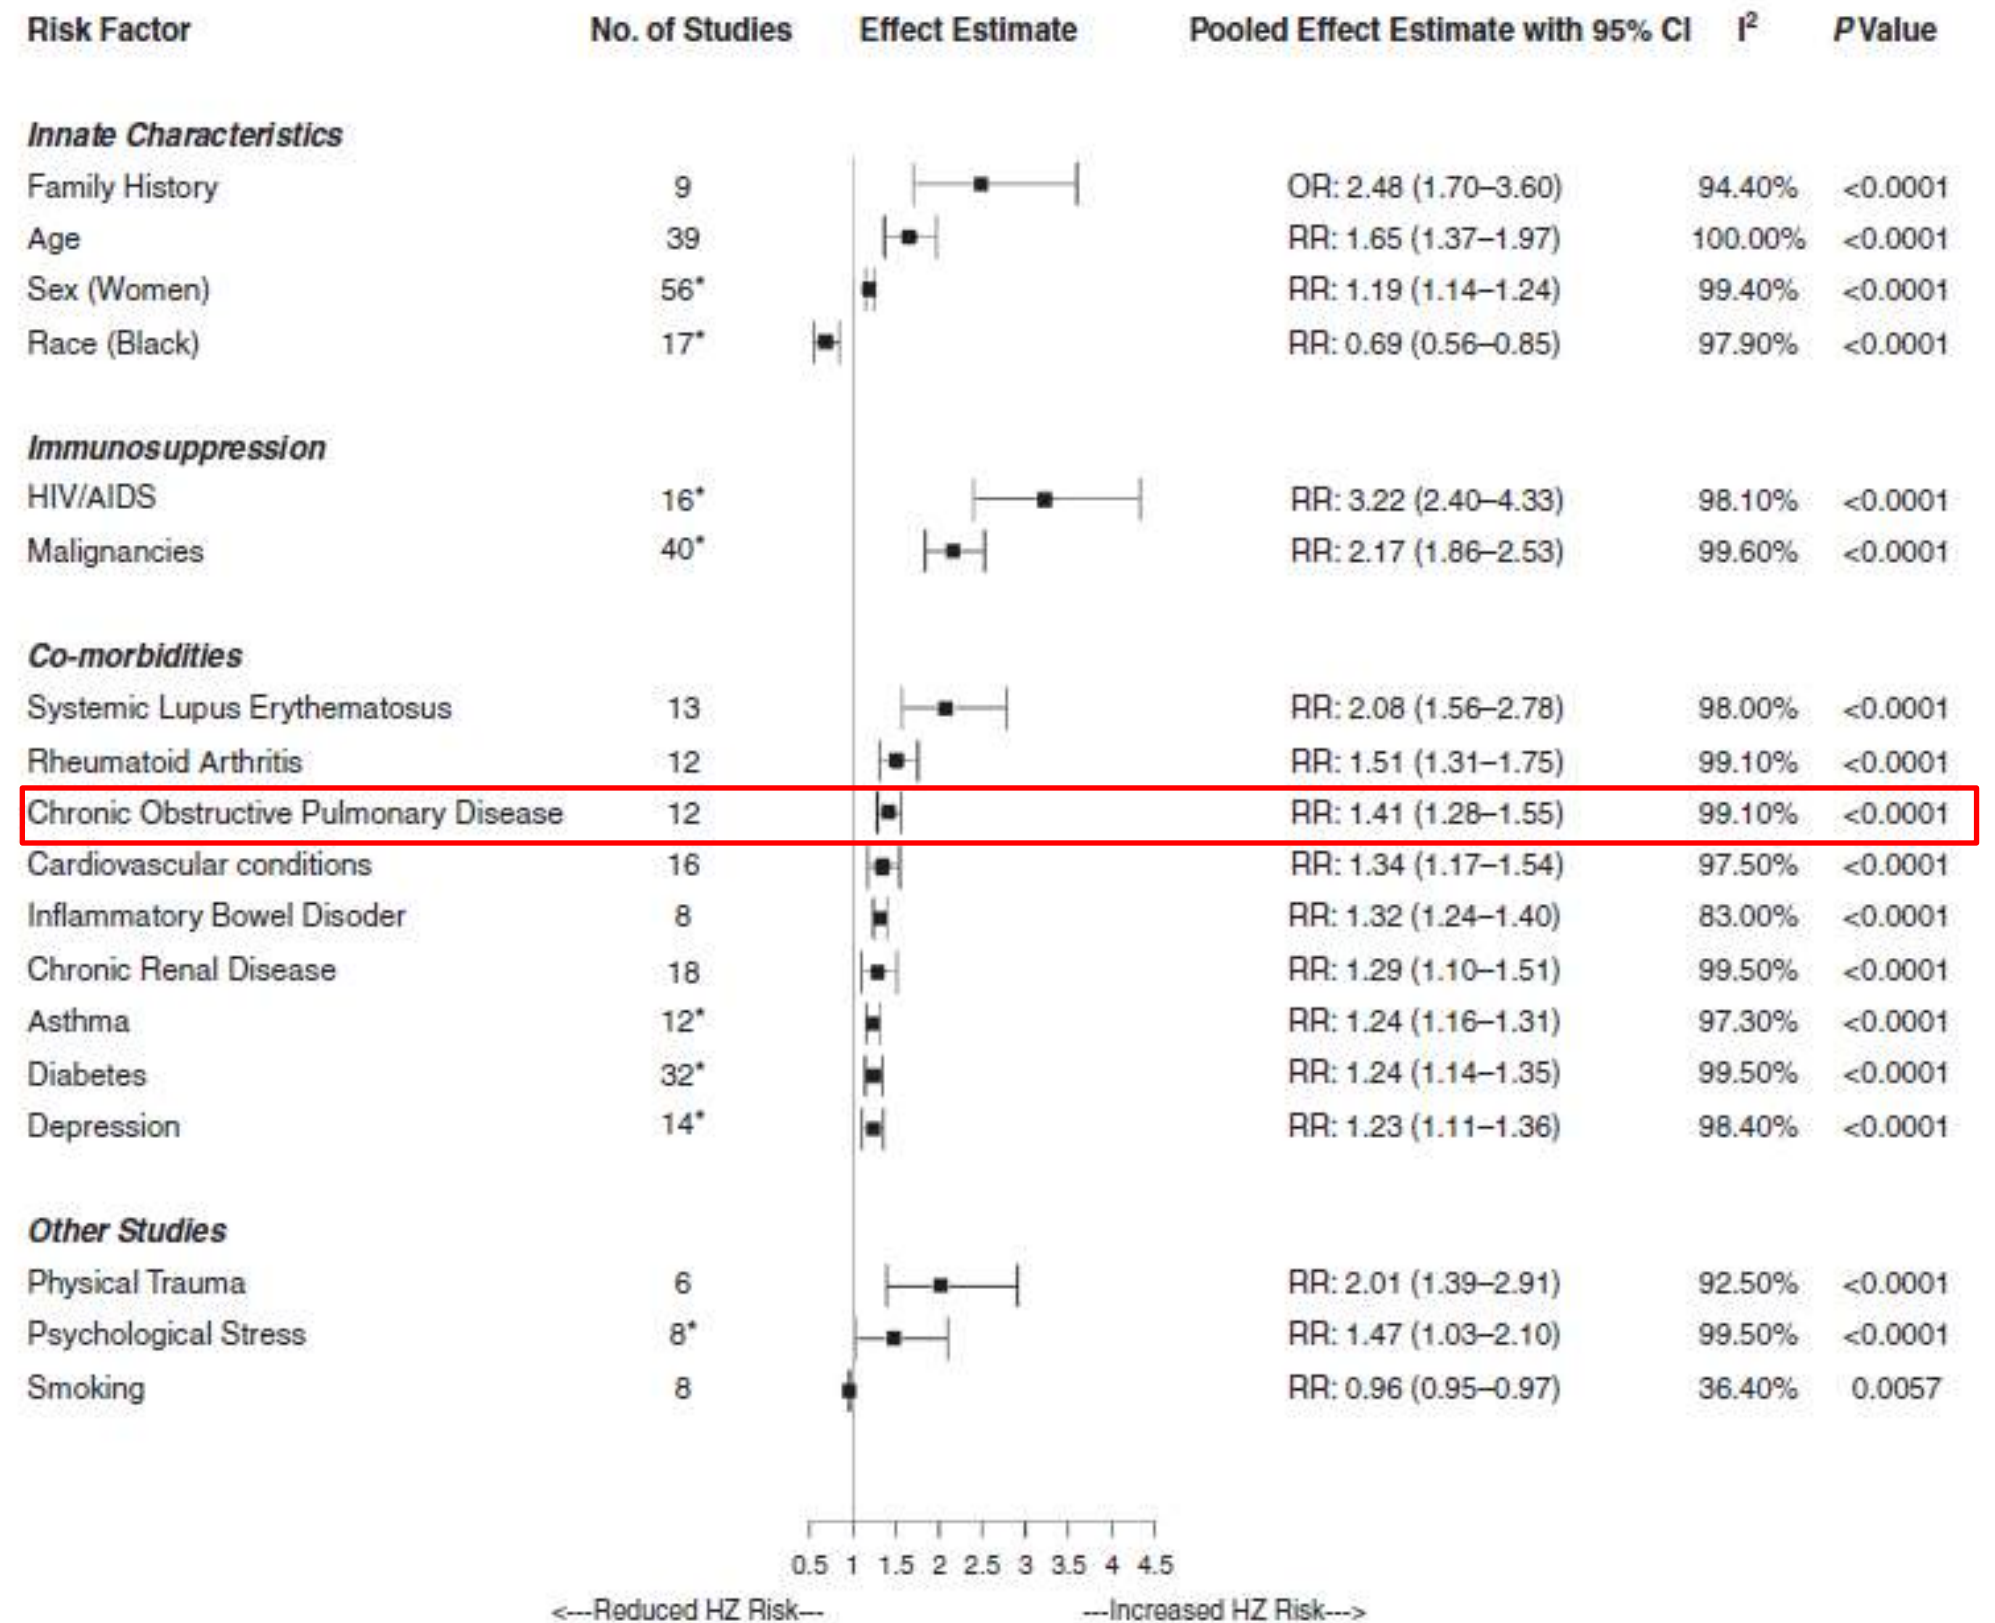 Risk Factor No. of Studies Effect Estimate Pooled Effect Estimate with 95% CI I² P Value
Innate Characteristics
Family History 9 OR: 2.48 (1.70–3.60) 94.40% <0.0001
Age 39 RR: 1.65 (1.37–1.97) 100.00% <0.0001
Sex (Women) 56* RR: 1.19 (1.14–1.24) 99.40% <0.0001
Race (Black) 17* RR: 0.69 (0.56–0.85) 97.90% <0.0001
Immunosuppression
HIV/AIDS 16* RR: 3.22 (2.40–4.33) 98.10% <0.0001
Malignancies 40* RR: 2.17 (1.86–2.53) 99.60% <0.0001
Co-morbidities
Systemic Lupus Erythematosus 13 RR: 2.08 (1.56–2.78) 98.00% <0.0001
Rheumatoid Arthritis 12 RR: 1.51 (1.31–1.75) 99.10% <0.0001
Chronic Obstructive Pulmonary Disease 12 RR: 1.41 (1.28–1.55) 99.10% <0.0001
Cardiovascular conditions 16 RR: 1.34 (1.17–1.54) 97.50% <0.0001
Inflammatory Bowel Disoder 8 RR: 1.32 (1.24–1.40) 83.00% <0.0001
Chronic Renal Disease 18 RR: 1.29 (1.10–1.51) 99.50% <0.0001
Asthma 12* RR: 1.24 (1.16–1.31) 97.30% <0.0001
Diabetes 32* RR: 1.24 (1.14–1.35) 99.50% <0.0001
Depression 14* RR: 1.23 (1.11–1.36) 98.40% <0.0001
Other Studies
Physical Trauma 6 RR: 2.01 (1.39–2.91) 92.50% <0.0001
Psychological Stress 8* RR: 1.47 (1.03–2.10) 99.50% <0.0001
Smoking 8 RR: 0.96 (0.95–0.97) 36.40% 0.0057
0.5 1 1.5 2 2.5 3 3.5 4 4.5
<---Reduced HZ Risk--- ---Increased HZ Risk--->